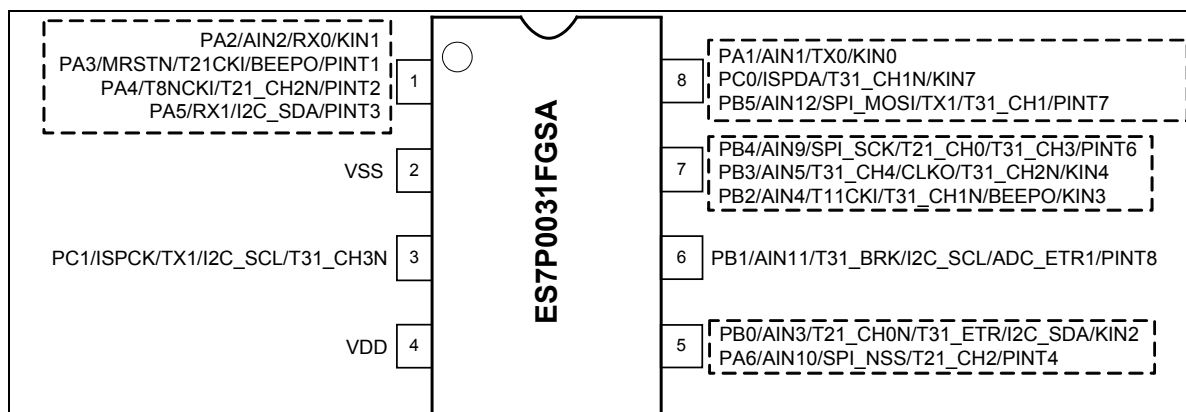 PA2/AIN2/RX0/KIN1
PA3/MRSTN/T21CKI/BEEPO/PINT1
PA4/T8NCKI/T21_CH2N/PINT2
PA5/RX1/I2C_SDA/PINT3
1
VSS
2
PC1/ISPCK/TX1/I2C_SCL/T31_CH3N
3
VDD
4
ES7P0031FGSA
8
PA1/AIN1/TX0/KIN0
PC0/ISPDA/T31_CH1N/KIN7
PB5/AIN12/SPI_MOSI/TX1/T31_CH1/PINT7
7
PB4/AIN9/SPI_SCK/T21_CH0/T31_CH3/PINT6
PB3/AIN5/T31_CH4/CLKO/T31_CH2N/KIN4
PB2/AIN4/T11CKI/T31_CH1N/BEEPO/KIN3
6
PB1/AIN11/T31_BRK/I2C_SCL/ADC_ETR1/PINT8
5
PB0/AIN3/T21_CH0N/T31_ETR/I2C_SDA/KIN2
PA6/AIN10/SPI_NSS/T21_CH2/PINT4